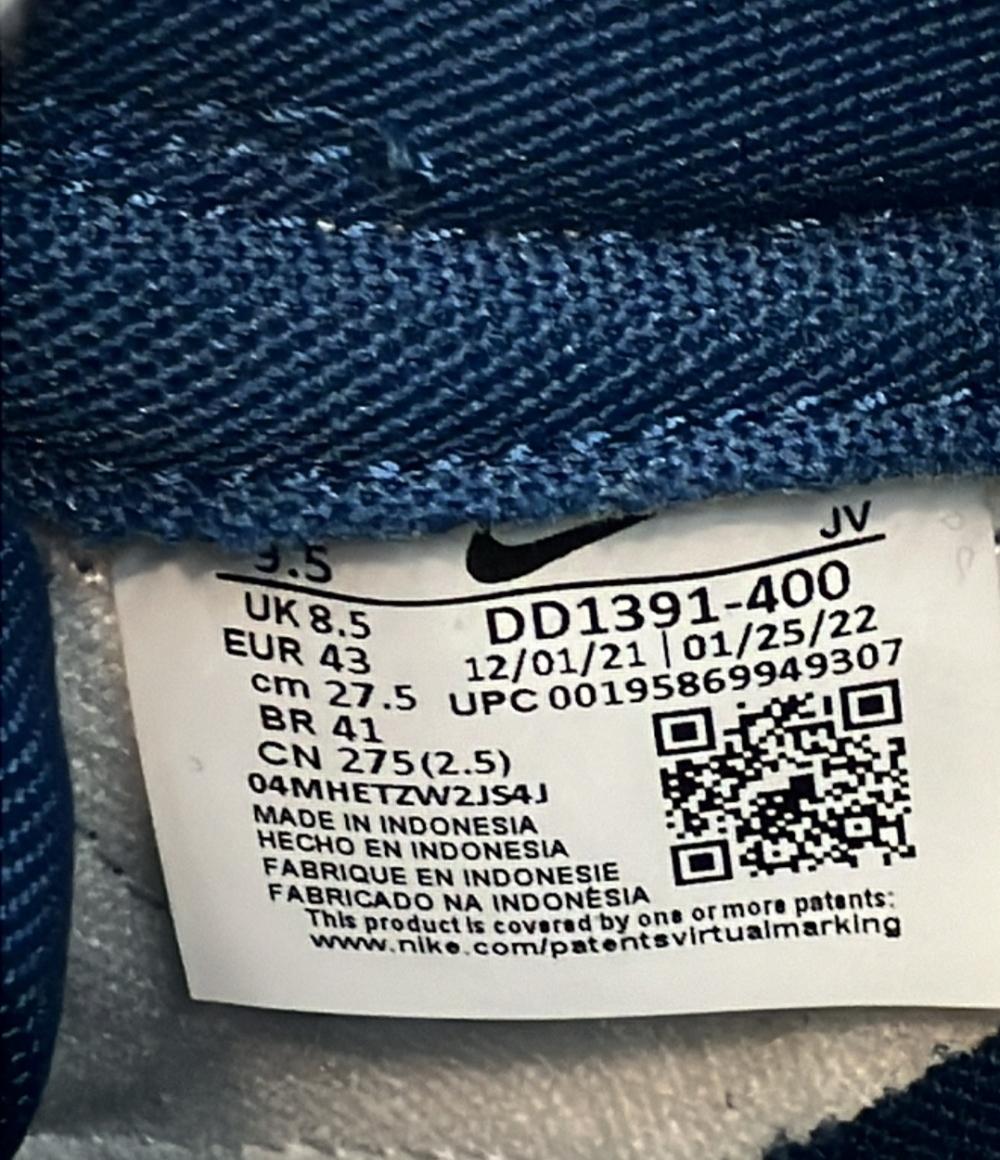 9.5
JV
UK 8.5
DD1391-400
EUR 43
12/01/21 | 01/25/22
cm 27.5
UPC 00195869949307
BR 41
CN 275(2.5)
04MHETZW2JS4J
MADE IN INDONESIA
HECHO EN INDONESIA
FABRIQUE EN INDONESIE
FABRICADO NA INDONÉSIA
This product is covered by one or more patents:
www.nike.com/patentsvirtualmarking